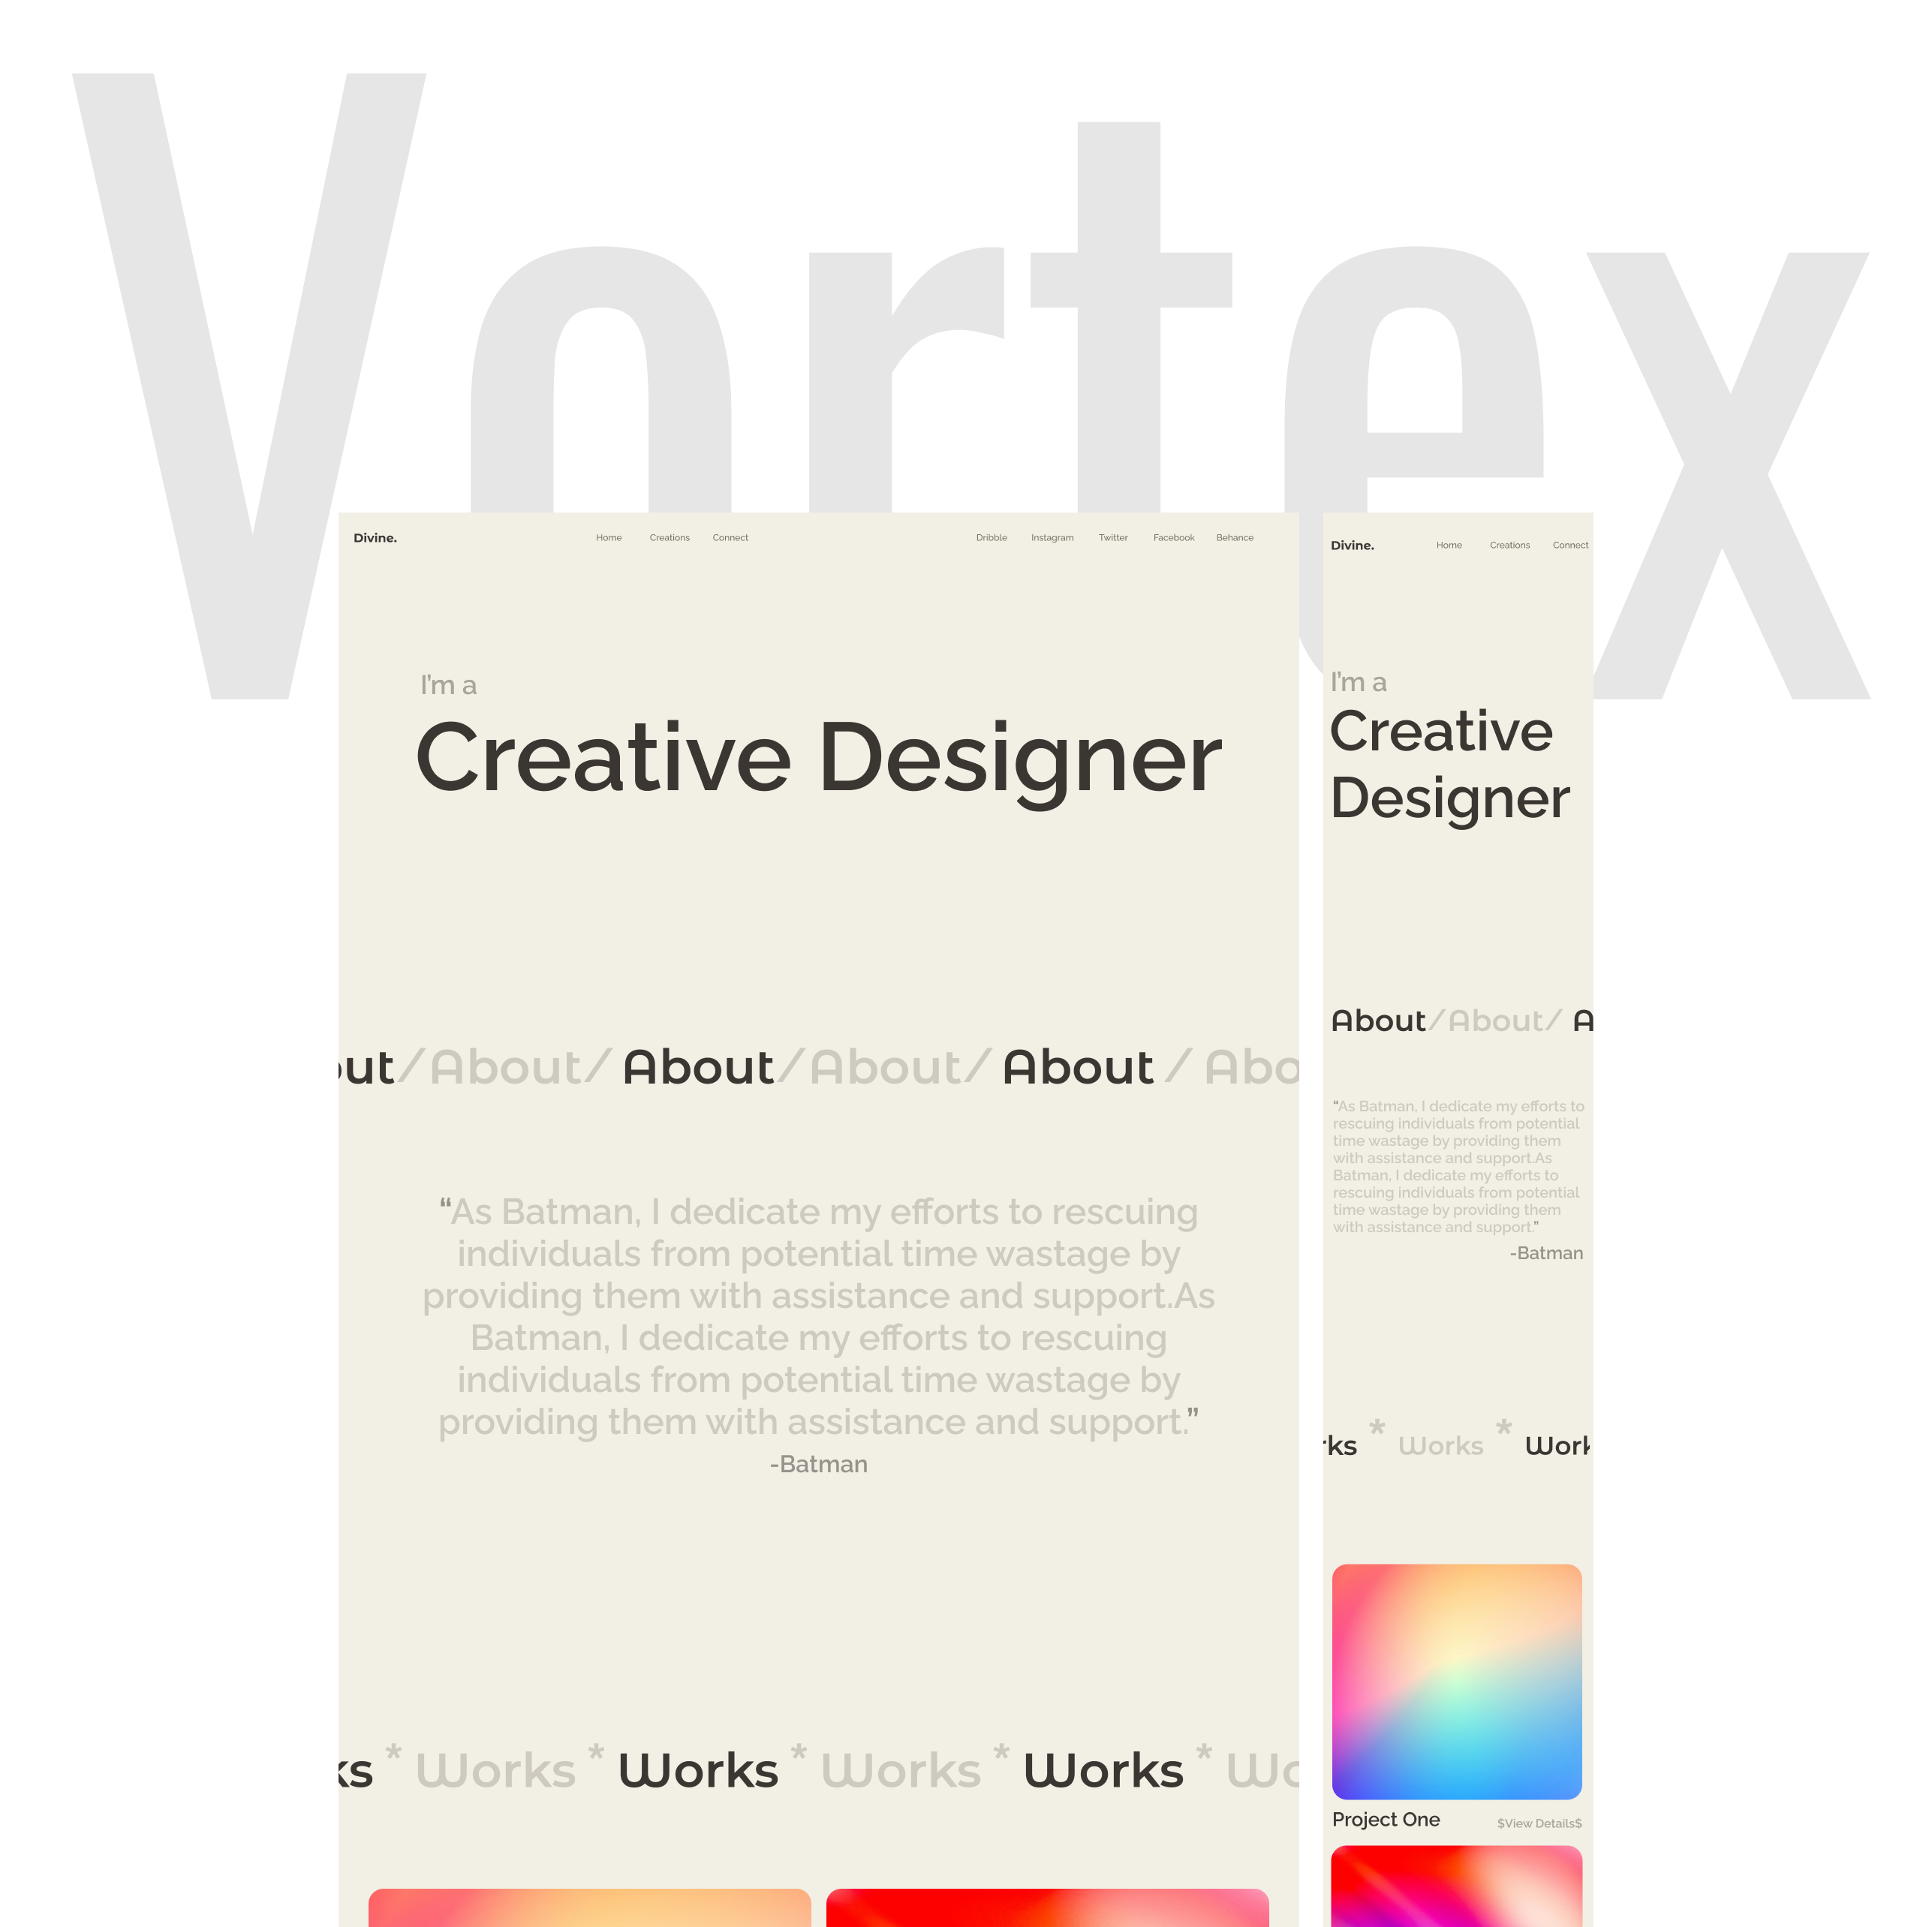 Vortex
Divine. Home Creations Connect Dribble Instagram Twitter Facebook Behance
I'm a
Creative Designer
out/About/ About/About/ About / Abo
“As Batman, I dedicate my efforts to rescuing
individuals from potential time wastage by
providing them with assistance and support.As
Batman, I dedicate my efforts to rescuing
individuals from potential time wastage by
providing them with assistance and support.”
-Batman
ks * Works * Works * Works * Works * Wo
Divine. Home Creations Connect
I'm a
Creative
Designer
About/About/ A
“As Batman, I dedicate my efforts to
rescuing individuals from potential
time wastage by providing them
with assistance and support.As
Batman, I dedicate my efforts to
rescuing individuals from potential
time wastage by providing them
with assistance and support.”
-Batman
rks * Works * Work
Project One $View Details$